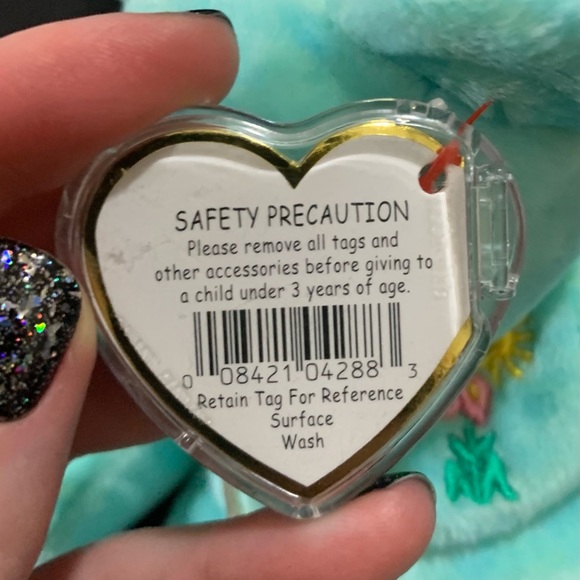 SAFETY PRECAUTION
Please remove all tags and
other accessories before giving to
a child under 3 years of age.
0 08421 04288 3
Retain Tag For Reference
Surface
Wash